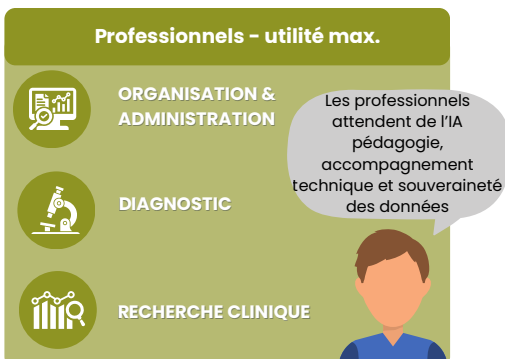 Professionnels - utilité max.
ORGANISATION &
ADMINISTRATION
Les professionnels
attendent de l'IA
pédagogie,
accompagnement
technique et souveraineté
des données
DIAGNOSTIC
RECHERCHE CLINIQUE